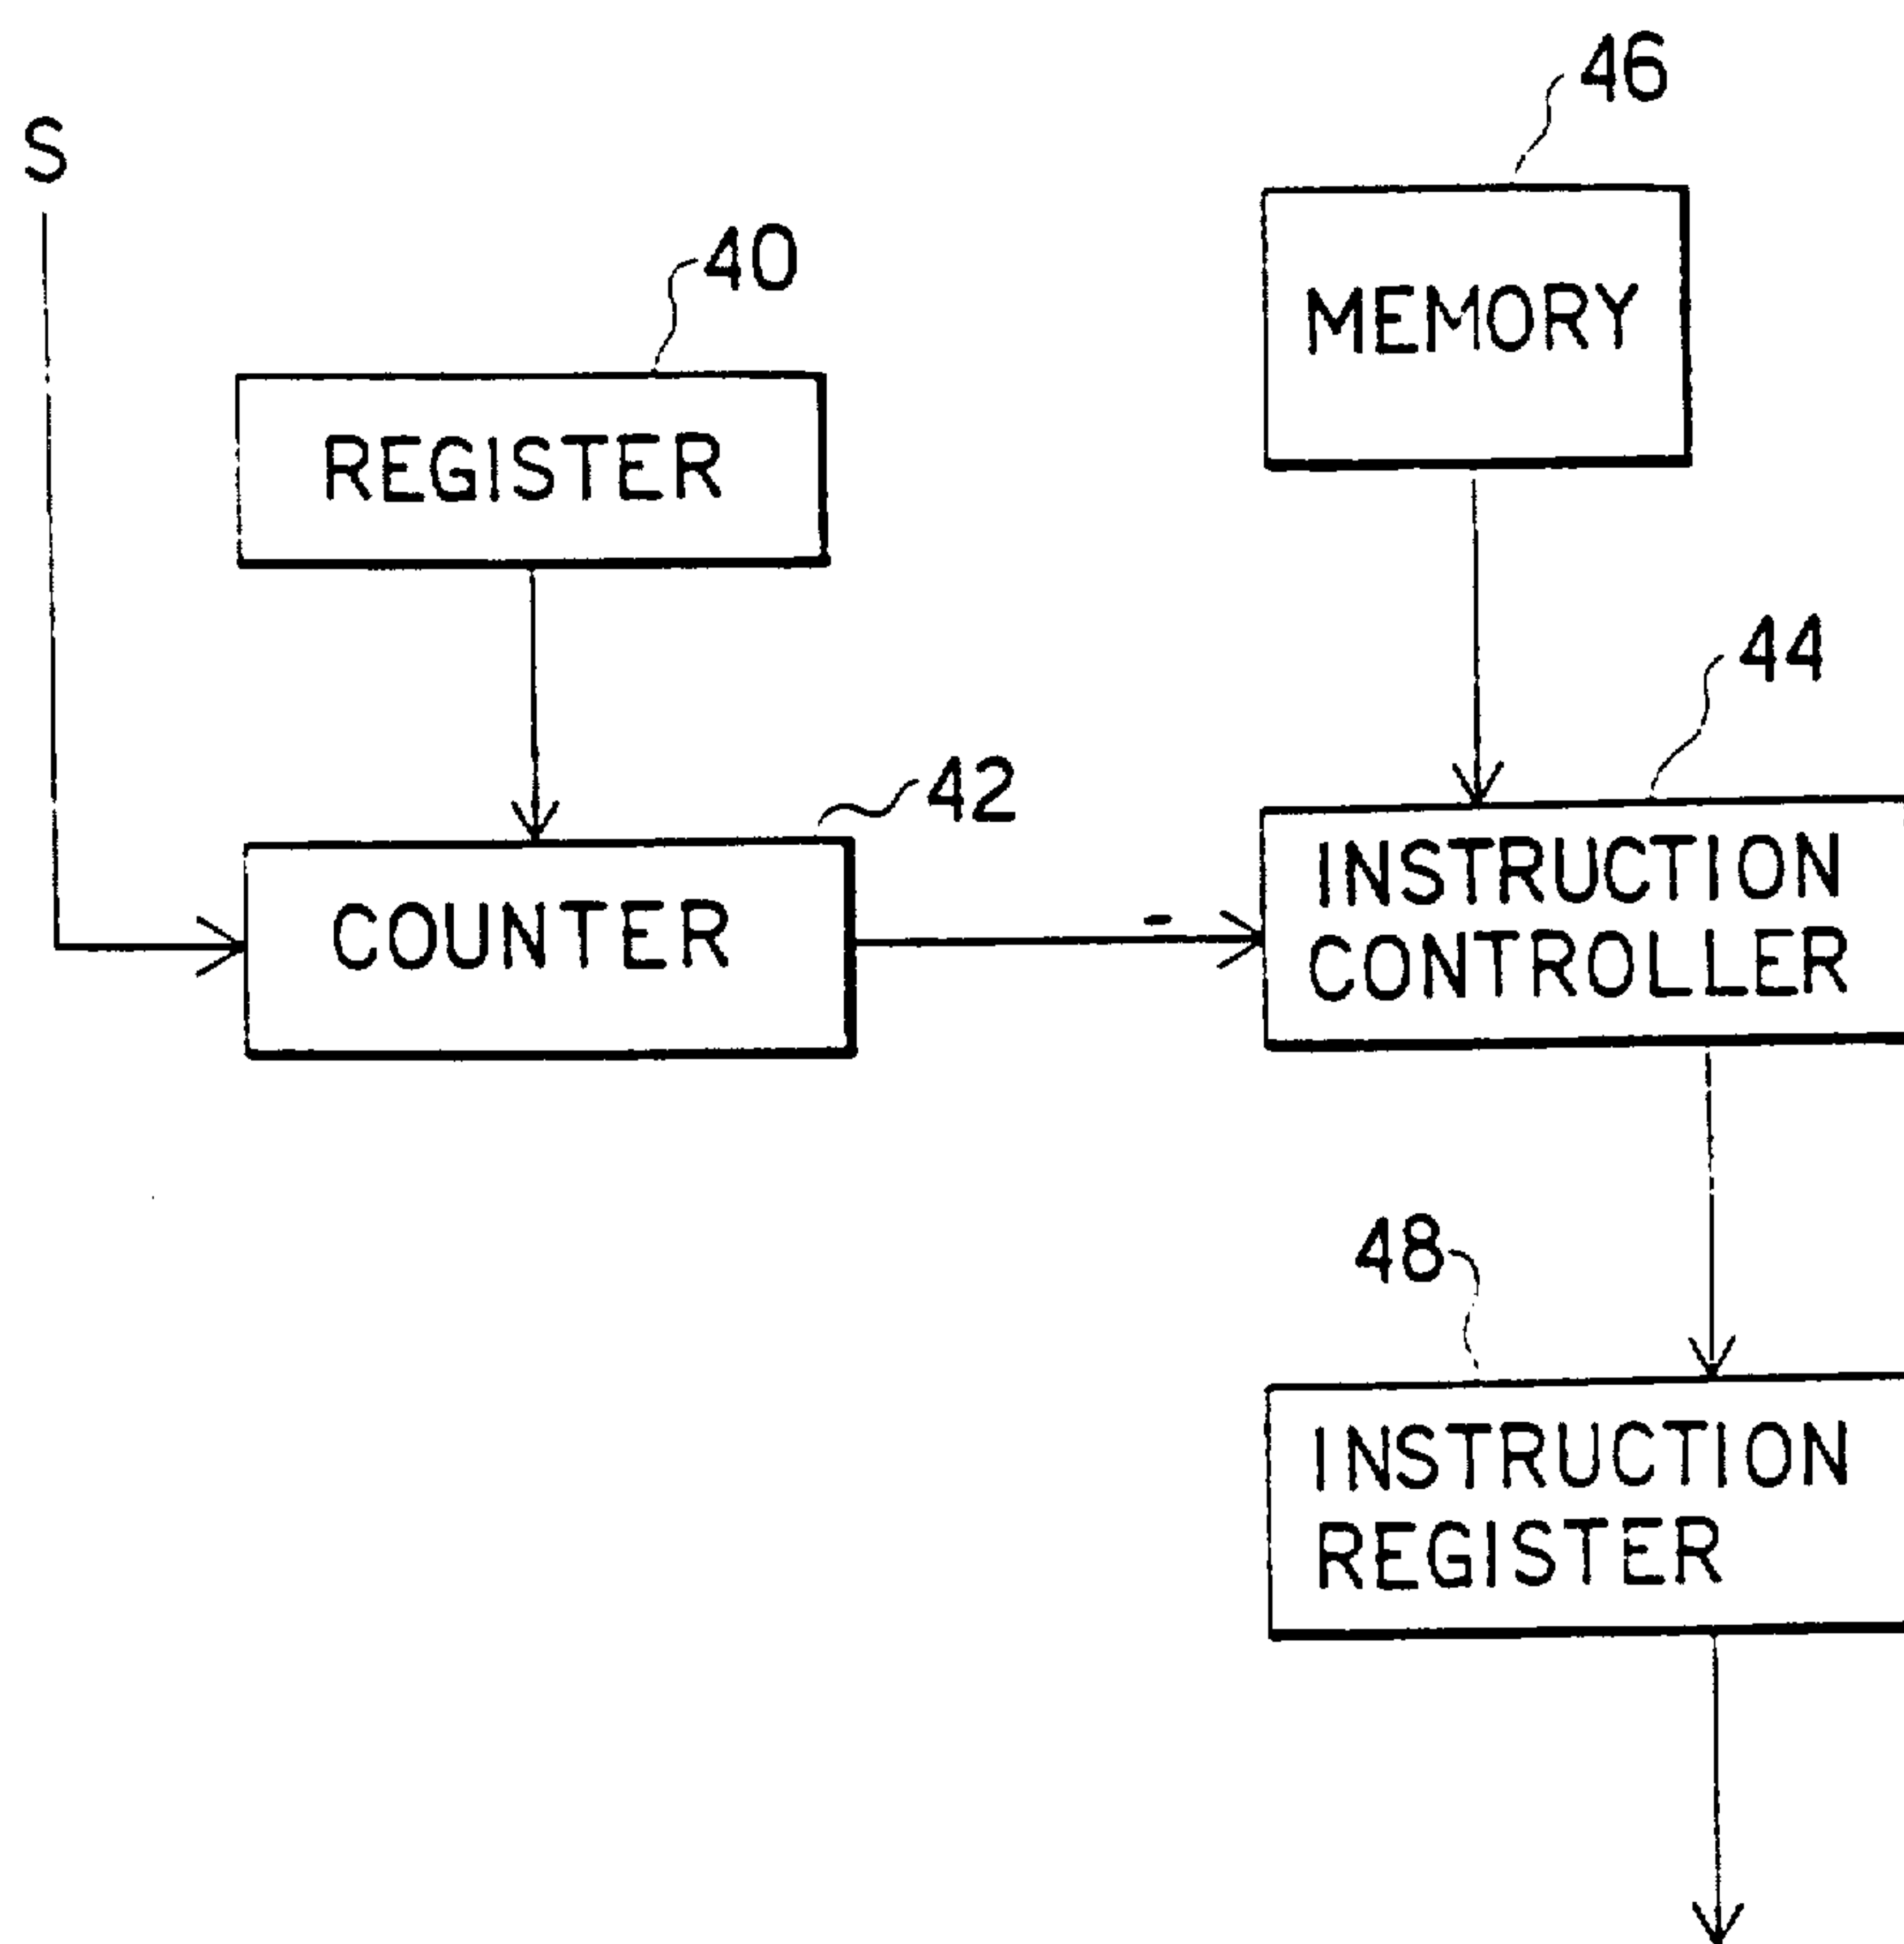 46
S
40
MEMORY
REGISTER
44
42
INSTRUCTION
CONTROLLER
COUNTER
48
INSTRUCTION
REGISTER